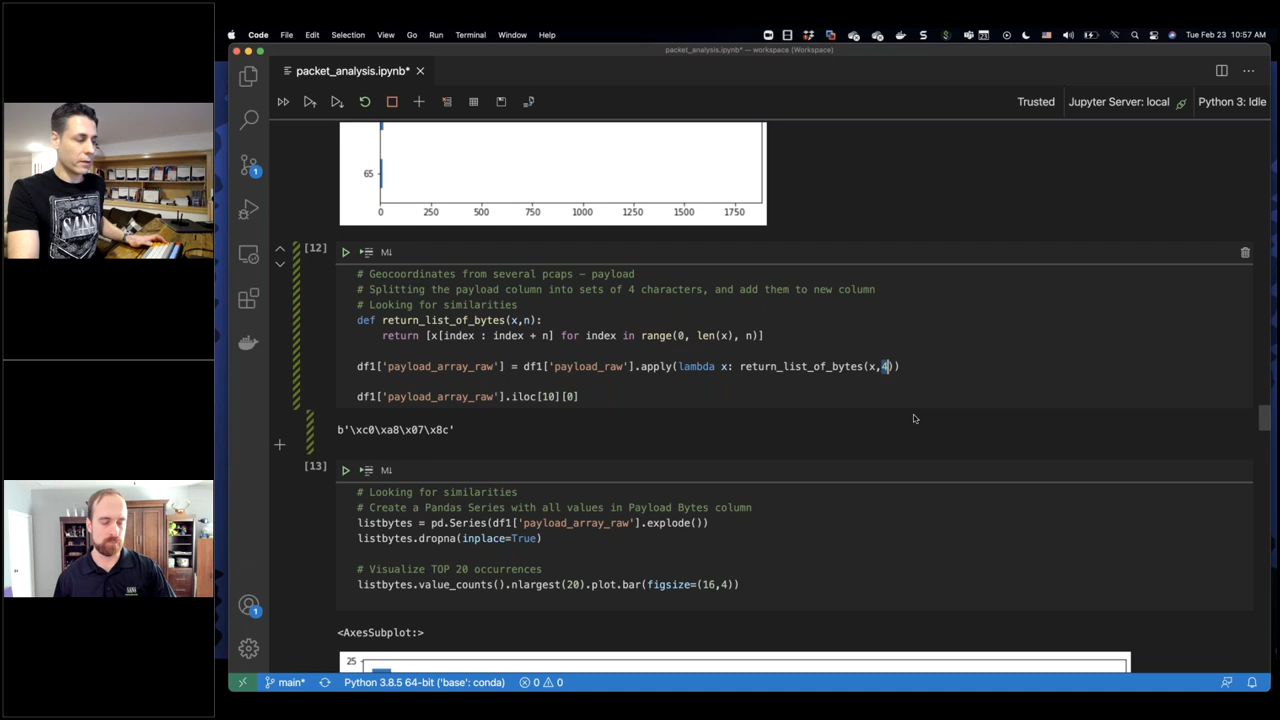 Code File Edit Selection View Go Run Terminal Window Help
Tue Feb 23 10:57 AM
packet_analysis.ipynb* — workspace (Workspace)
packet_analysis.ipynb*
Trusted Jupyter Server: local Python 3: Idle
65
0 250 500 750 1000 1250 1500 1750
[12]
M↓
# Geocoordinates from several pcaps – payload
# Splitting the payload column into sets of 4 characters, and add them to new column
# Looking for similarities
def return_list_of_bytes(x,n):
return [x[index : index + n] for index in range(0, len(x), n)]
df1['payload_array_raw'] = df1['payload_raw'].apply(lambda x: return_list_of_bytes(x,4))
df1['payload_array_raw'].iloc[10][0]
b'\xc0\xa8\x07\x8c'
[13]
M↓
# Looking for similarities
# Create a Pandas Series with all values in Payload Bytes column
listbytes = pd.Series(df1['payload_array_raw'].explode())
listbytes.dropna(inplace=True)
# Visualize TOP 20 occurrences
listbytes.value_counts().nlargest(20).plot.bar(figsize=(16,4))
<AxesSubplot:>
25
1
1
main* Python 3.8.5 64-bit ('base': conda) 0 0
SANS